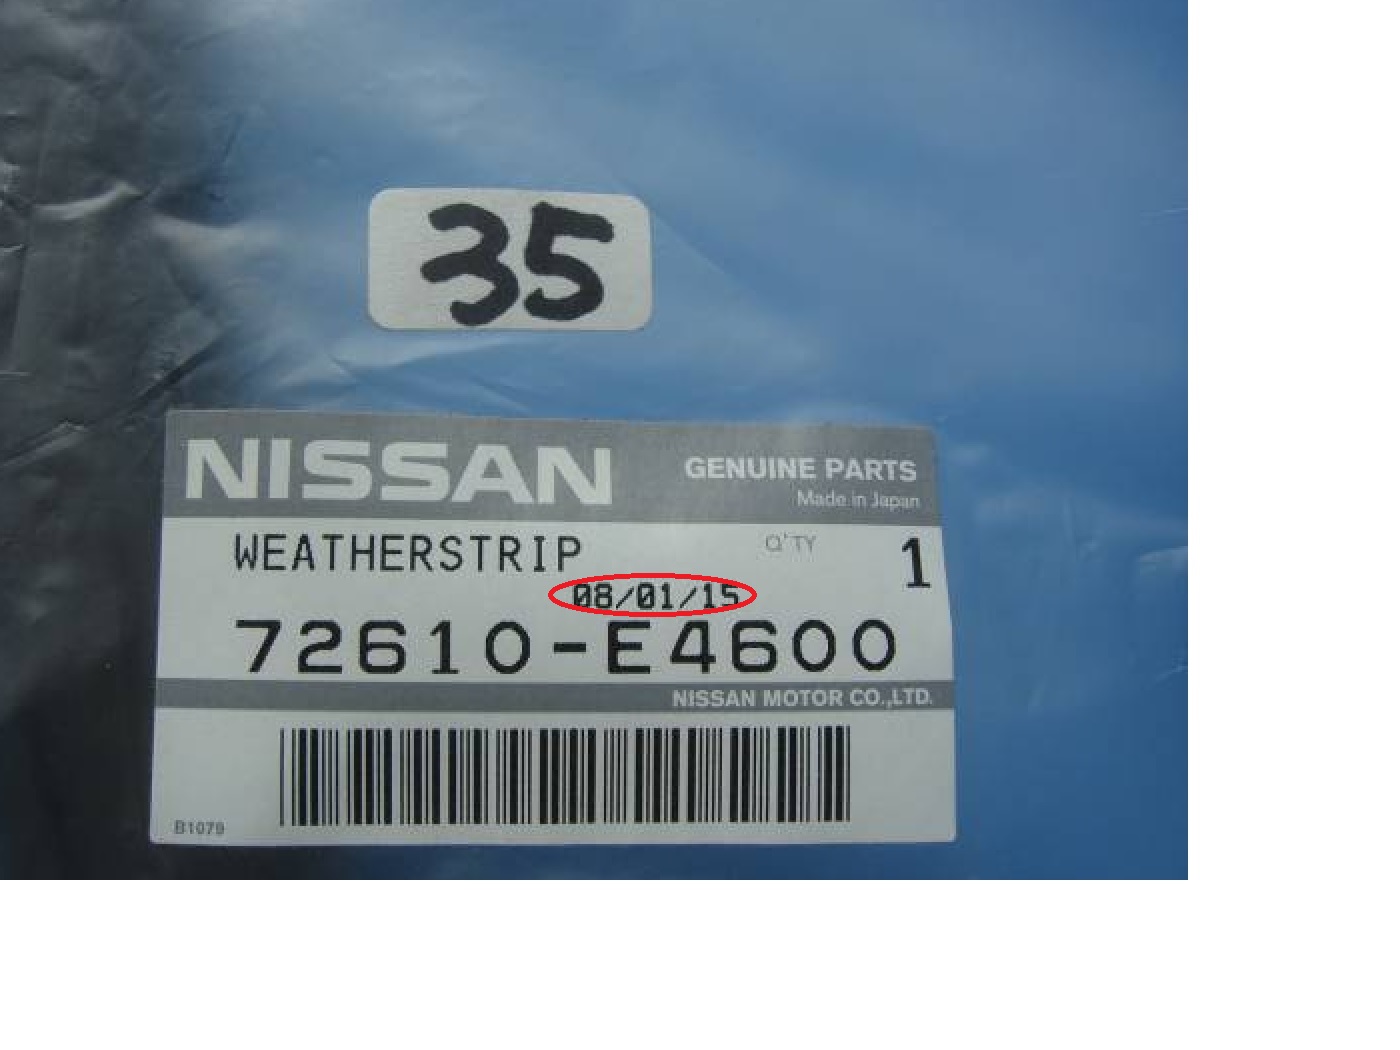 35
NISSAN GENUINE PARTS
Made in Japan
WEATHERSTRIP Q'TY 1
08/01/15
72610-E4600
NISSAN MOTOR CO.,LTD.
B1079